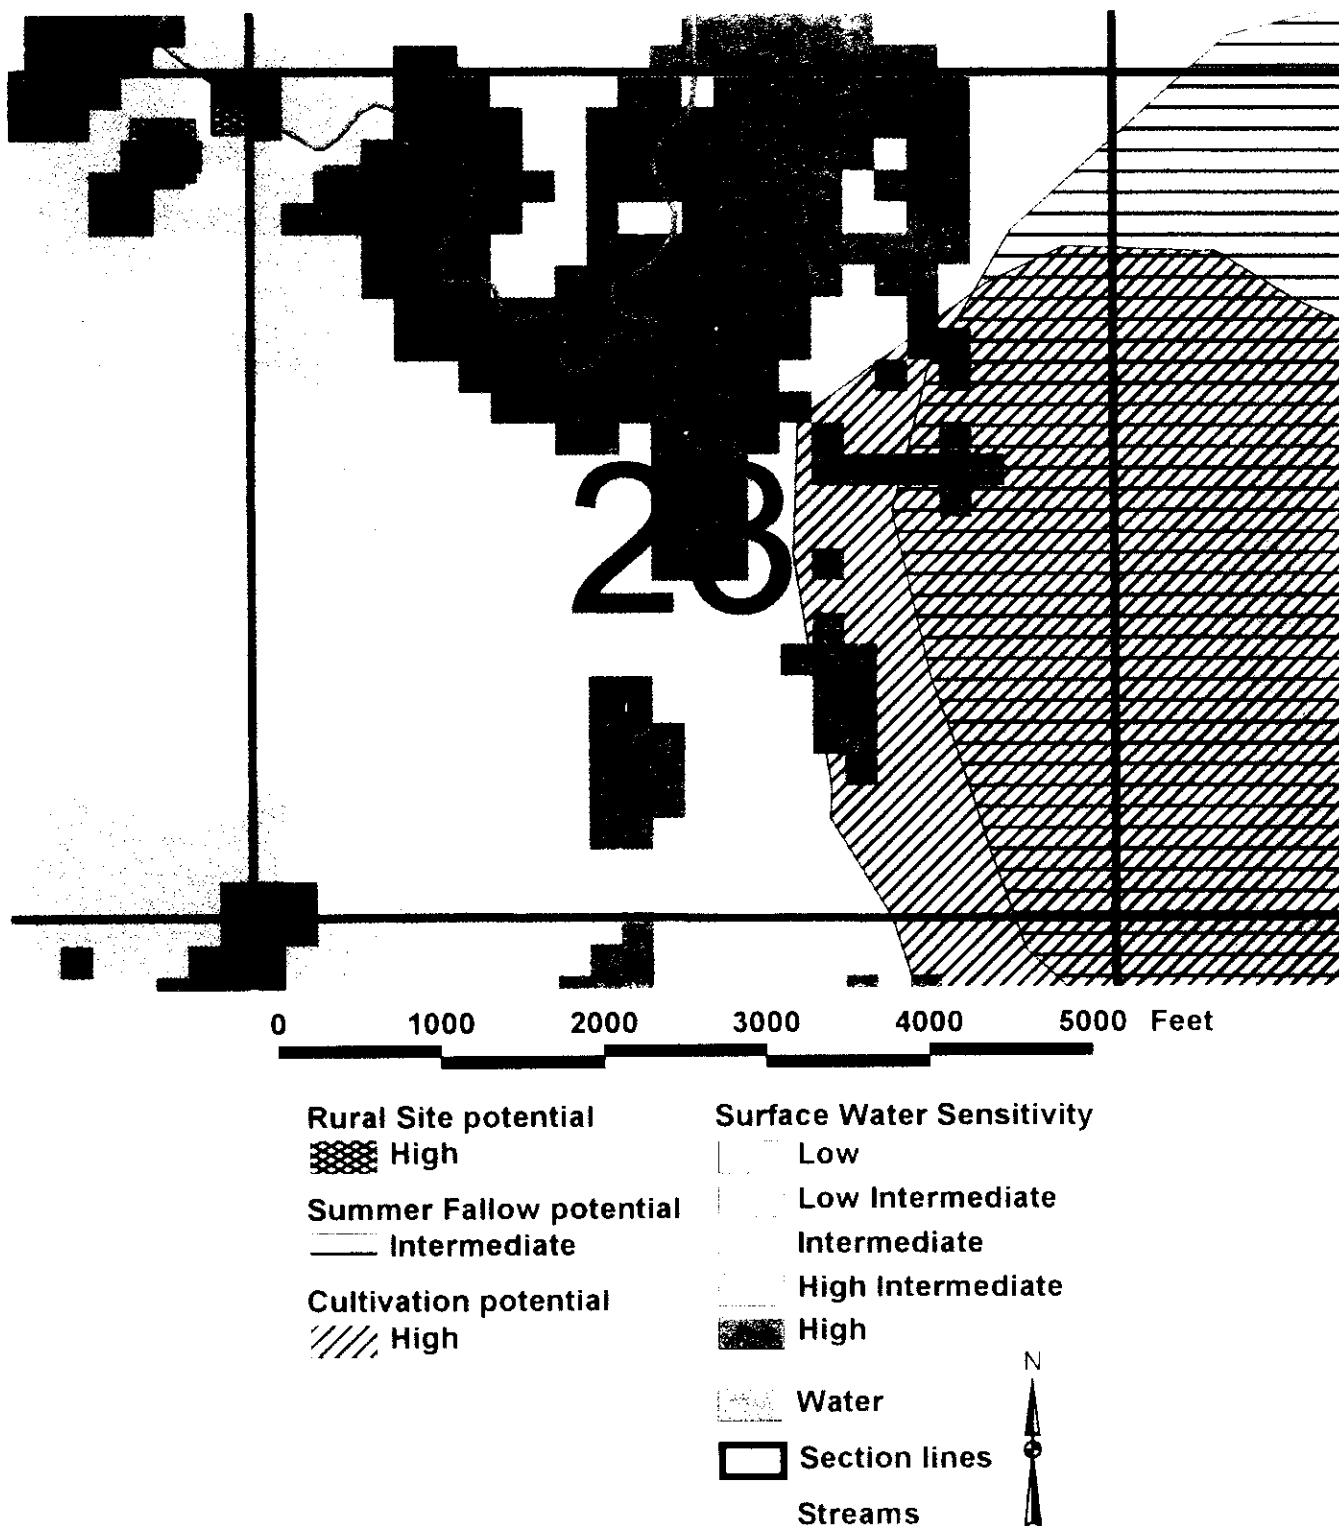 23
0 1000 2000 3000 4000 5000 Feet
Rural Site potential
High
Summer Fallow potential
Intermediate
Cultivation potential
High
Surface Water Sensitivity
Low
Low Intermediate
Intermediate
High Intermediate
High
Water
Section lines
Streams
N